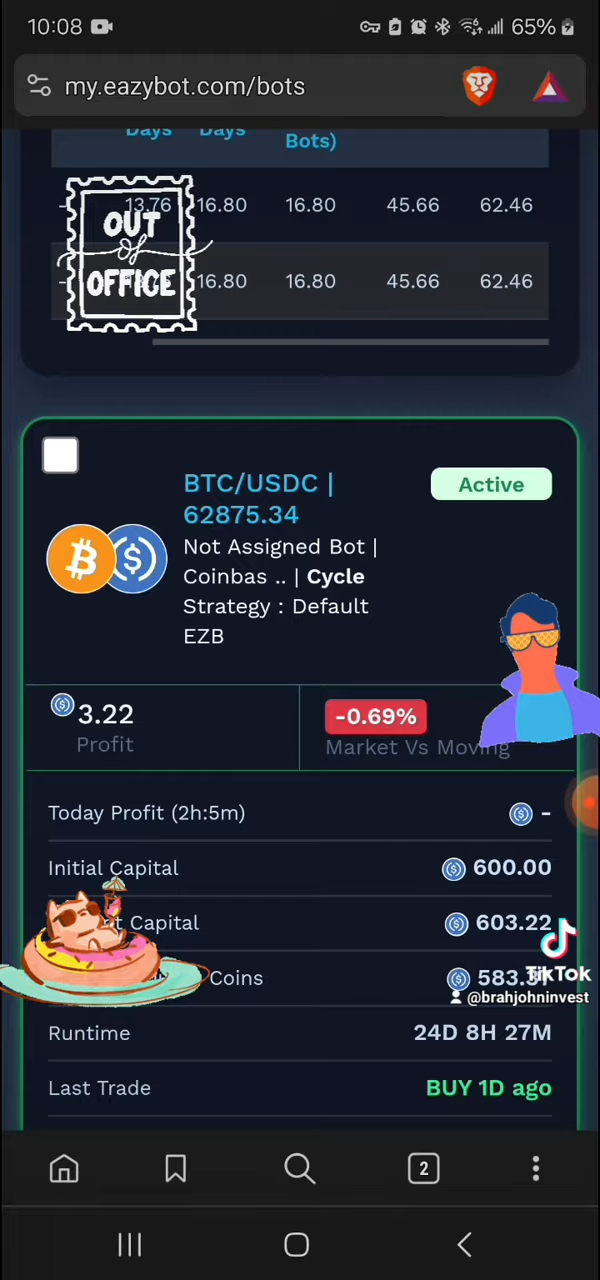 10:08 65%
my.eazybot.com/bots
Days Days
Bots)
- 13.76 16.80 16.80 45.66 62.46
- 16.80 16.80 45.66 62.46
OUT
of
OFFICE
BTC/USDC |
62875.34
Active
Not Assigned Bot |
Coinbas .. | Cycle
Strategy : Default
EZB
3.22
Profit
-0.69%
Market Vs Moving
Today Profit (2h:5m) -
Initial Capital 600.00
Capital 603.22
Coins
TikTok
@brahjohninvest
Runtime 24D 8H 27M
Last Trade BUY 1D ago
2